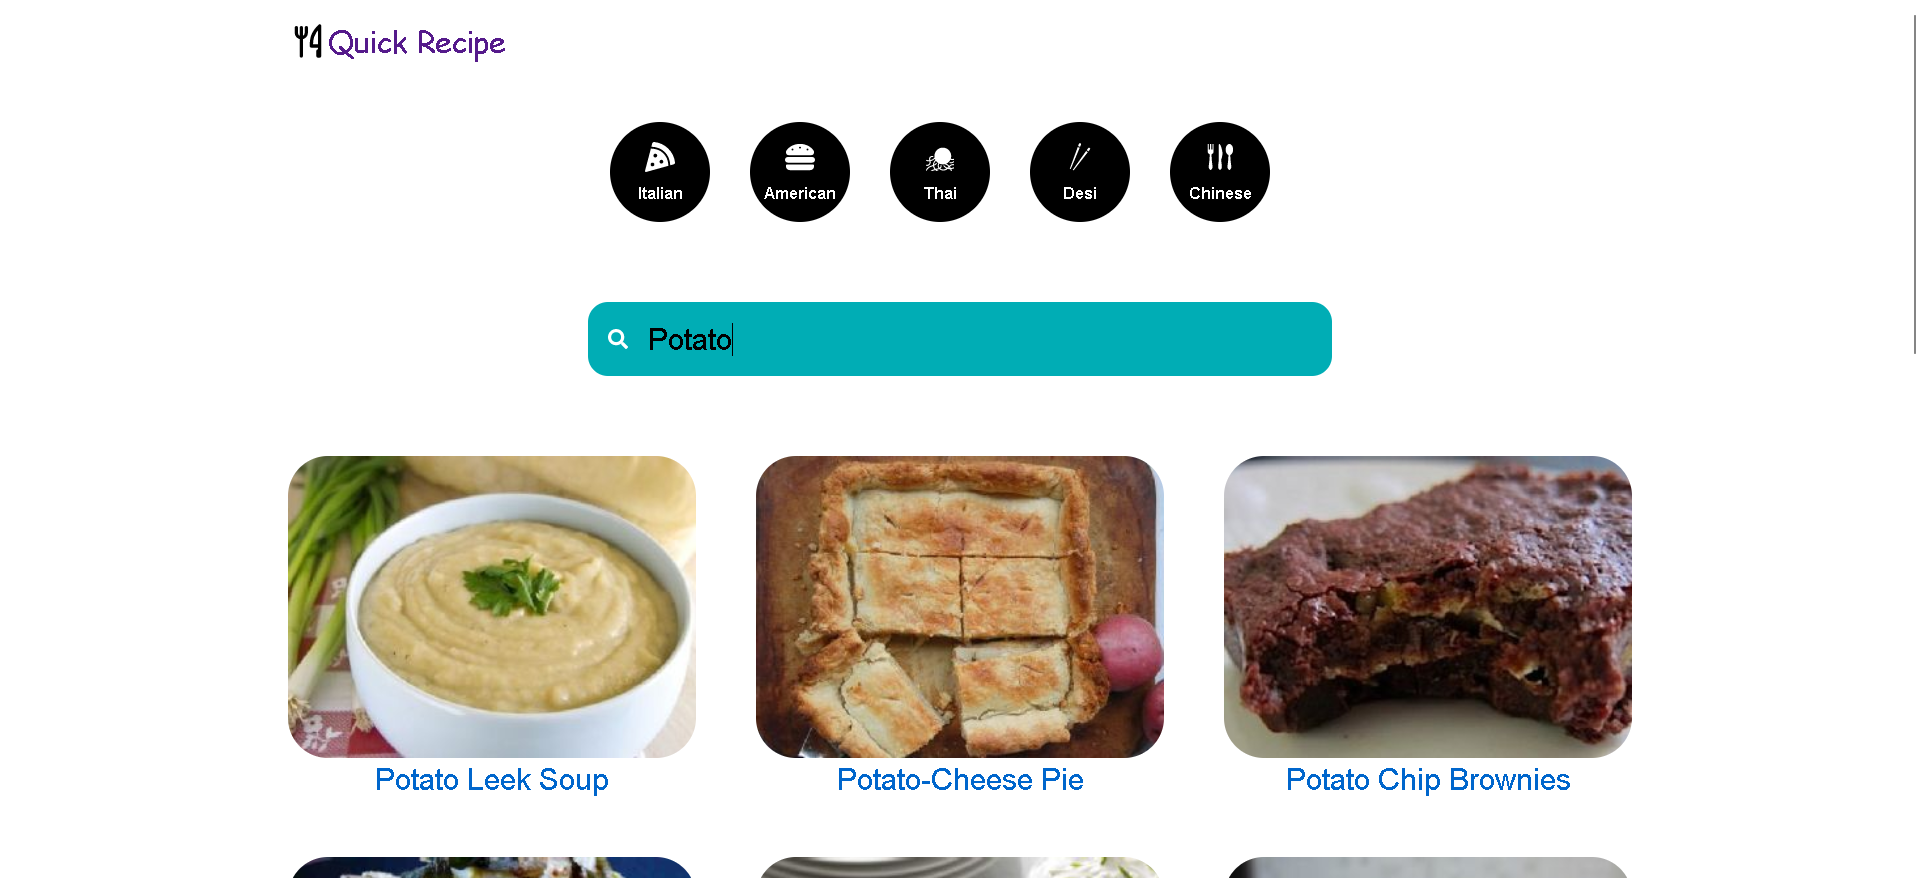 Quick Recipe
Italian
American
Thai
Desi
Chinese
Potato
Potato Leek Soup
Potato-Cheese Pie
Potato Chip Brownies